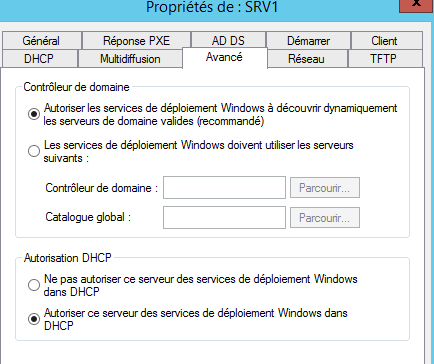 Propriétés de : SRV1
x
Général Réponse PXE AD DS Démarrer Client
DHCP Multidiffusion Avancé Réseau TFTP
Contrôleur de domaine
Autoriser les services de déploiement Windows à découvrir dynamiquement
les serveurs de domaine valides (recommandé)
Les services de déploiement Windows doivent utiliser les serveurs
suivants :
Contrôleur de domaine : Parcourir...
Catalogue global : Parcourir...
Autorisation DHCP
Ne pas autoriser ce serveur des services de déploiement Windows
dans DHCP
Autoriser ce serveur des services de déploiement Windows dans
DHCP